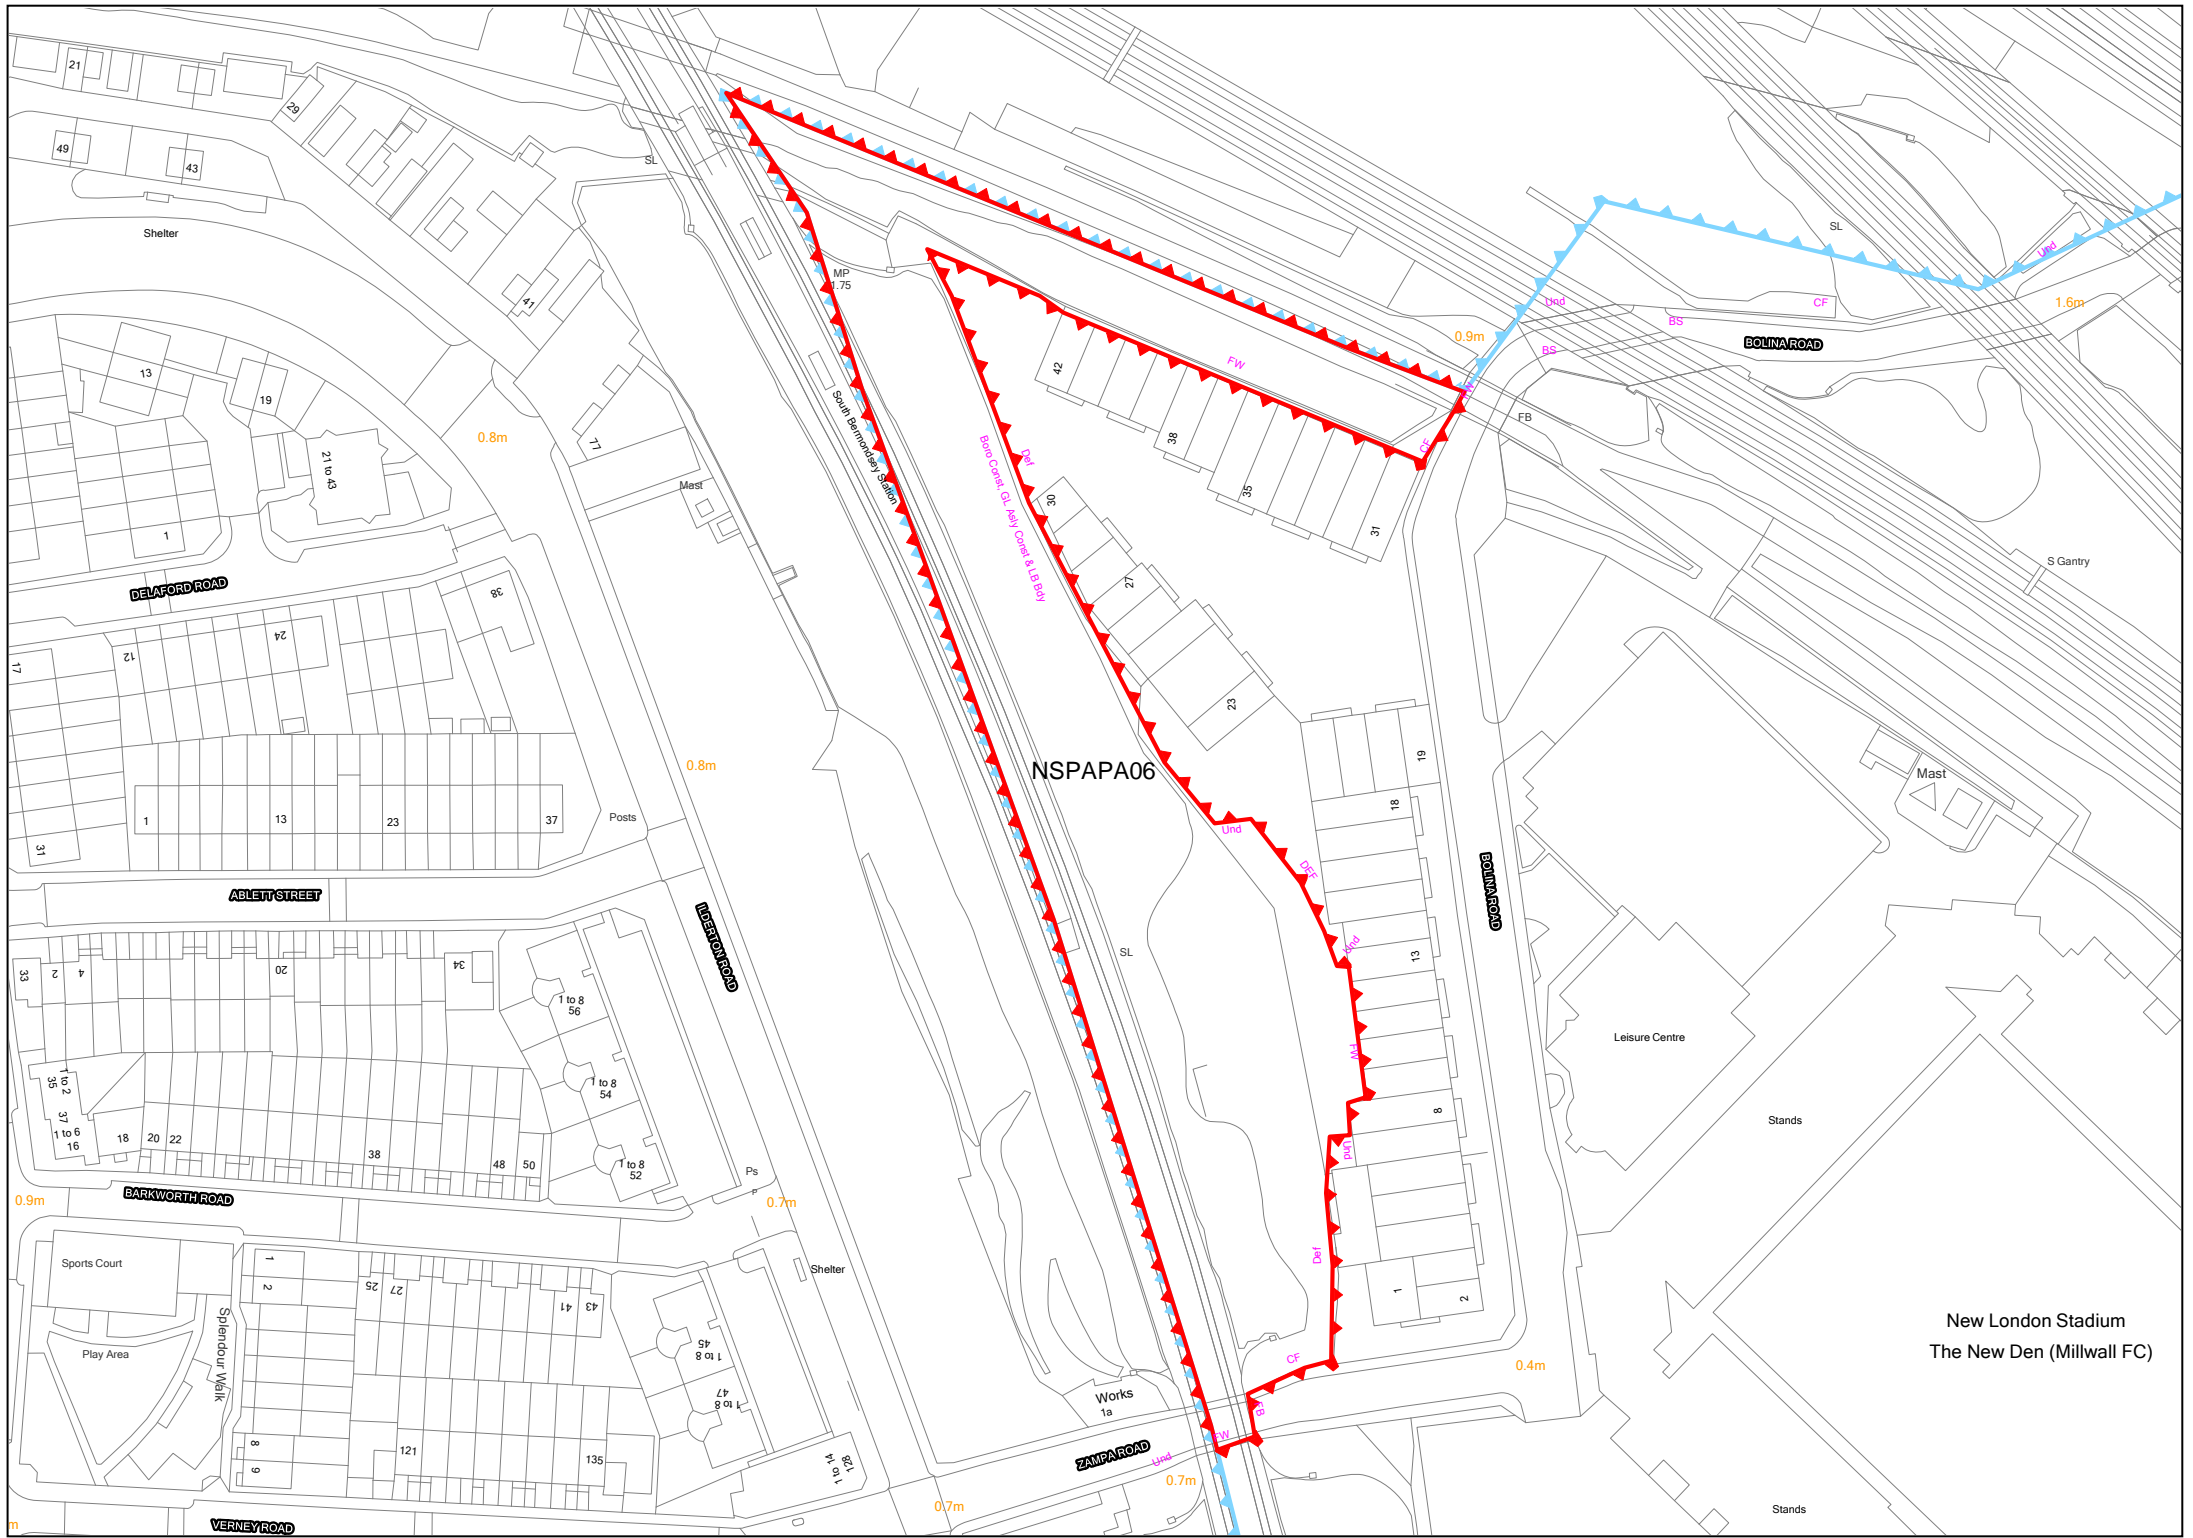 21
29
49
43
SL
Shelter
41
MP
1.75
South Bermondsey Station
13
19
21 to 43
1
77
Mast
0.8m
DELAFORD ROAD
38
24
12
17
31
1
13
23
37
Posts
0.8m
ABLETT STREET
ILDERTON ROAD
33
2
4
20
34
1 to 8
56
1 to 8
54
1 to 8
52
35
1 to 2
37
1 to 6
16
18
20
22
38
48
50
Ps
P
0.9m
BARKWORTH ROAD
0.7m
Sports Court
Play Area
Splendour Walk
1
2
25
27
41
43
Shelter
45
1 to 8
47
1 to 8
8
9
121
135
128
1 to 14
VERNEY ROAD
m
0.7m
Works
1a
ZAMPA ROAD
Und
0.7m
FW
FB
CF
0.4m
NSPAPA06
Boro Const, GL Asly Const & LB Bdy
Def
FW
42
38
35
31
CF
FW
0.9m
Und
BS
BS
CF
SL
Und
1.6m
BOLINA ROAD
FB
S Gantry
30
27
23
19
18
13
8
1
2
Und
DEF
Und
FW
Und
Def
SL
BOLINA ROAD
Mast
Leisure Centre
Stands
New London Stadium
The New Den (Millwall FC)
Stands